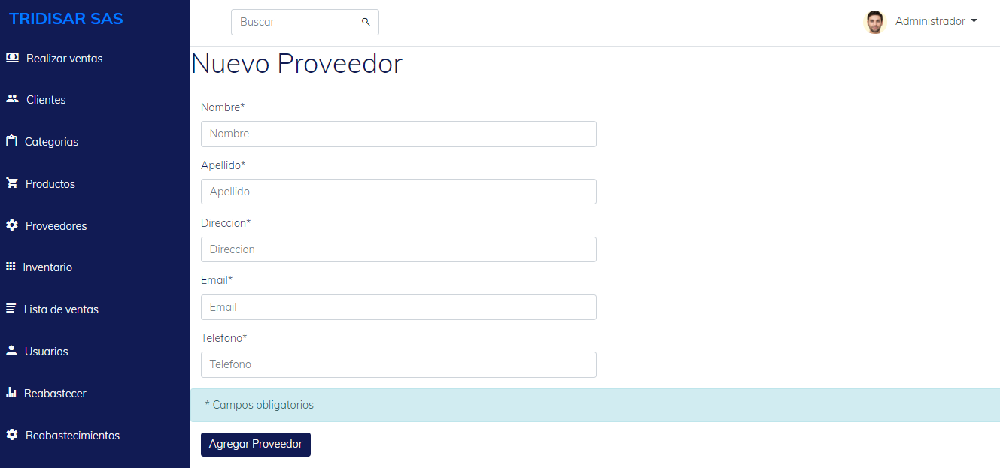 TRIDISAR SAS
Realizar ventas
Clientes
Categorias
Productos
Proveedores
Inventario
Lista de ventas
Usuarios
Reabastecer
Reabastecimientos
Buscar
Administrador
Nuevo Proveedor
Nombre*
Nombre
Apellido*
Apellido
Direccion*
Direccion
Email*
Email
Telefono*
Telefono
* Campos obligatorios
Agregar Proveedor